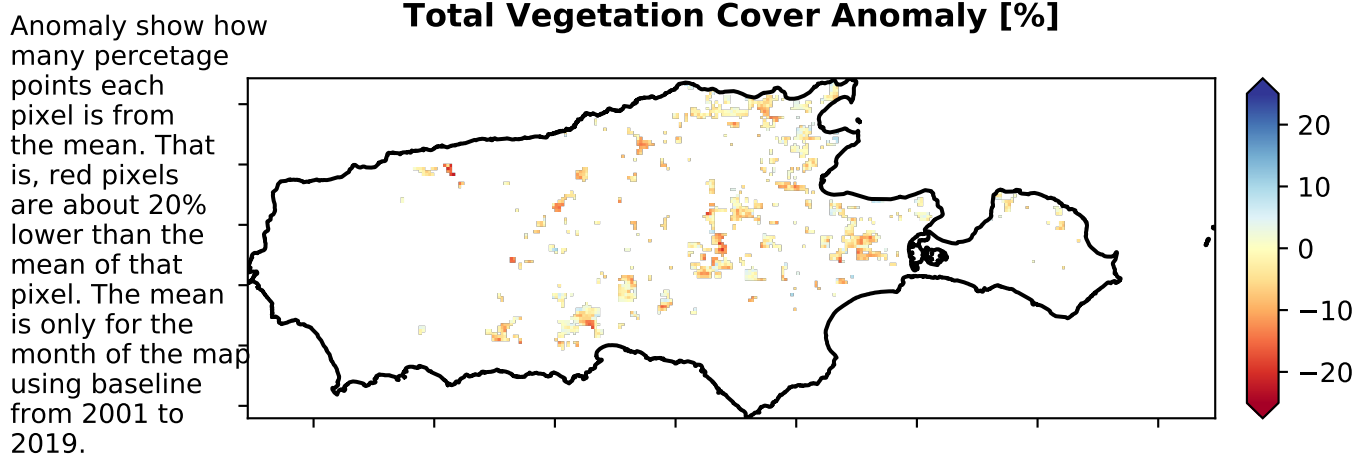 Total Vegetation Cover Anomaly [%]
Anomaly show how
many percetage
points each
pixel is from
the mean. That
is, red pixels
are about 20%
lower than the
mean of that
pixel. The mean
is only for the
month of the map
using baseline
from 2001 to
2019.
20
10
0
−10
−20